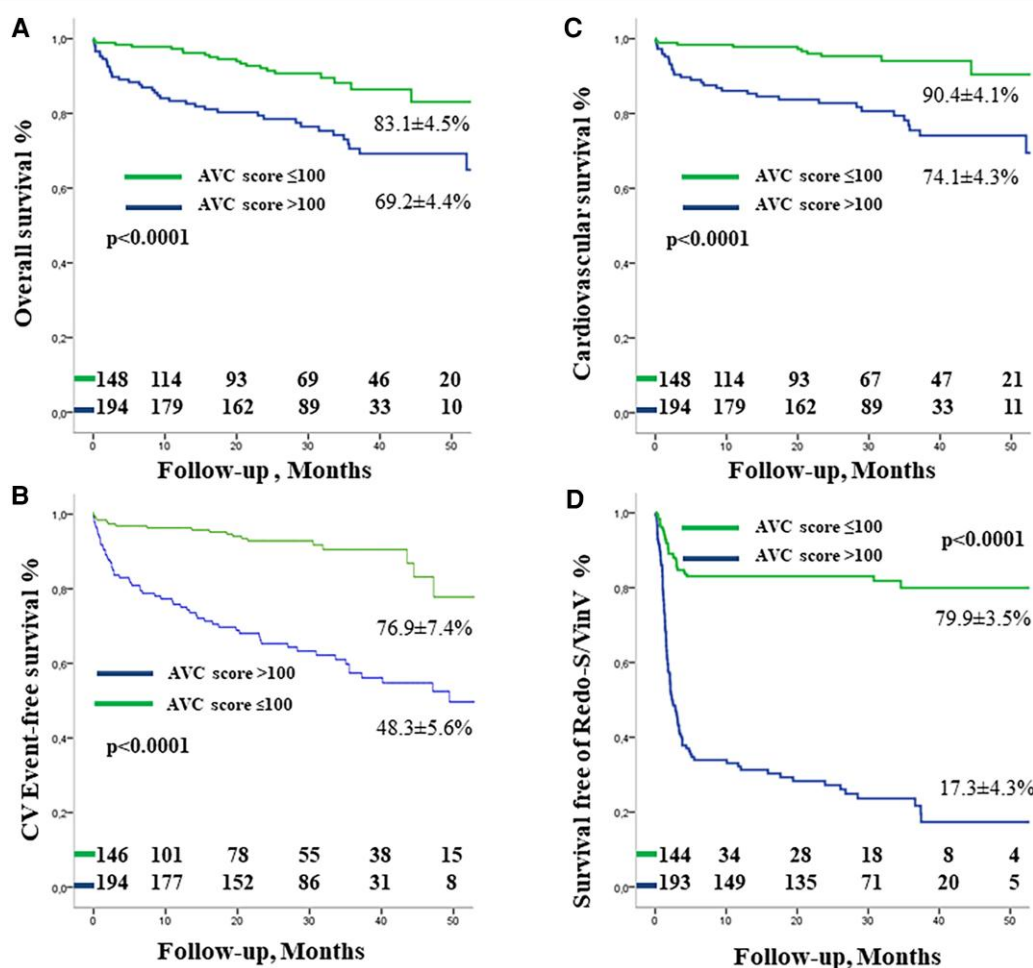 A
Overall survival %
1,0
0,8
0,6
0,4
0,2
0,0
83.1±4.5%
AVC score ≤100
AVC score >100
69.2±4.4%
p<0.0001
148 114 93 69 46 20
194 179 162 89 33 10
0 10 20 30 40 50
Follow-up , Months
C
Cardiovascular survival %
1,0
0,8
0,6
0,4
0,2
0,0
90.4±4.1%
AVC score ≤100
74.1±4.3%
AVC score >100
p<0.0001
148 114 93 67 47 21
194 179 162 89 33 11
0 10 20 30 40 50
Follow-up, Months
B
CV Event-free survival %
1,0
0,8
0,6
0,4
0,2
0,0
76.9±7.4%
AVC score >100
AVC score ≤100
48.3±5.6%
p<0.0001
146 101 78 55 38 15
194 177 152 86 31 8
0 10 20 30 40 50
Follow-up, Months
D
Survival free of Redo-S/VinV %
1,0
0,8
0,6
0,4
0,2
0,0
AVC score ≤100
AVC score >100
p<0.0001
79.9±3.5%
17.3±4.3%
144 34 28 18 8 4
193 149 135 71 20 5
0 10 20 30 40 50
Follow-up, Months